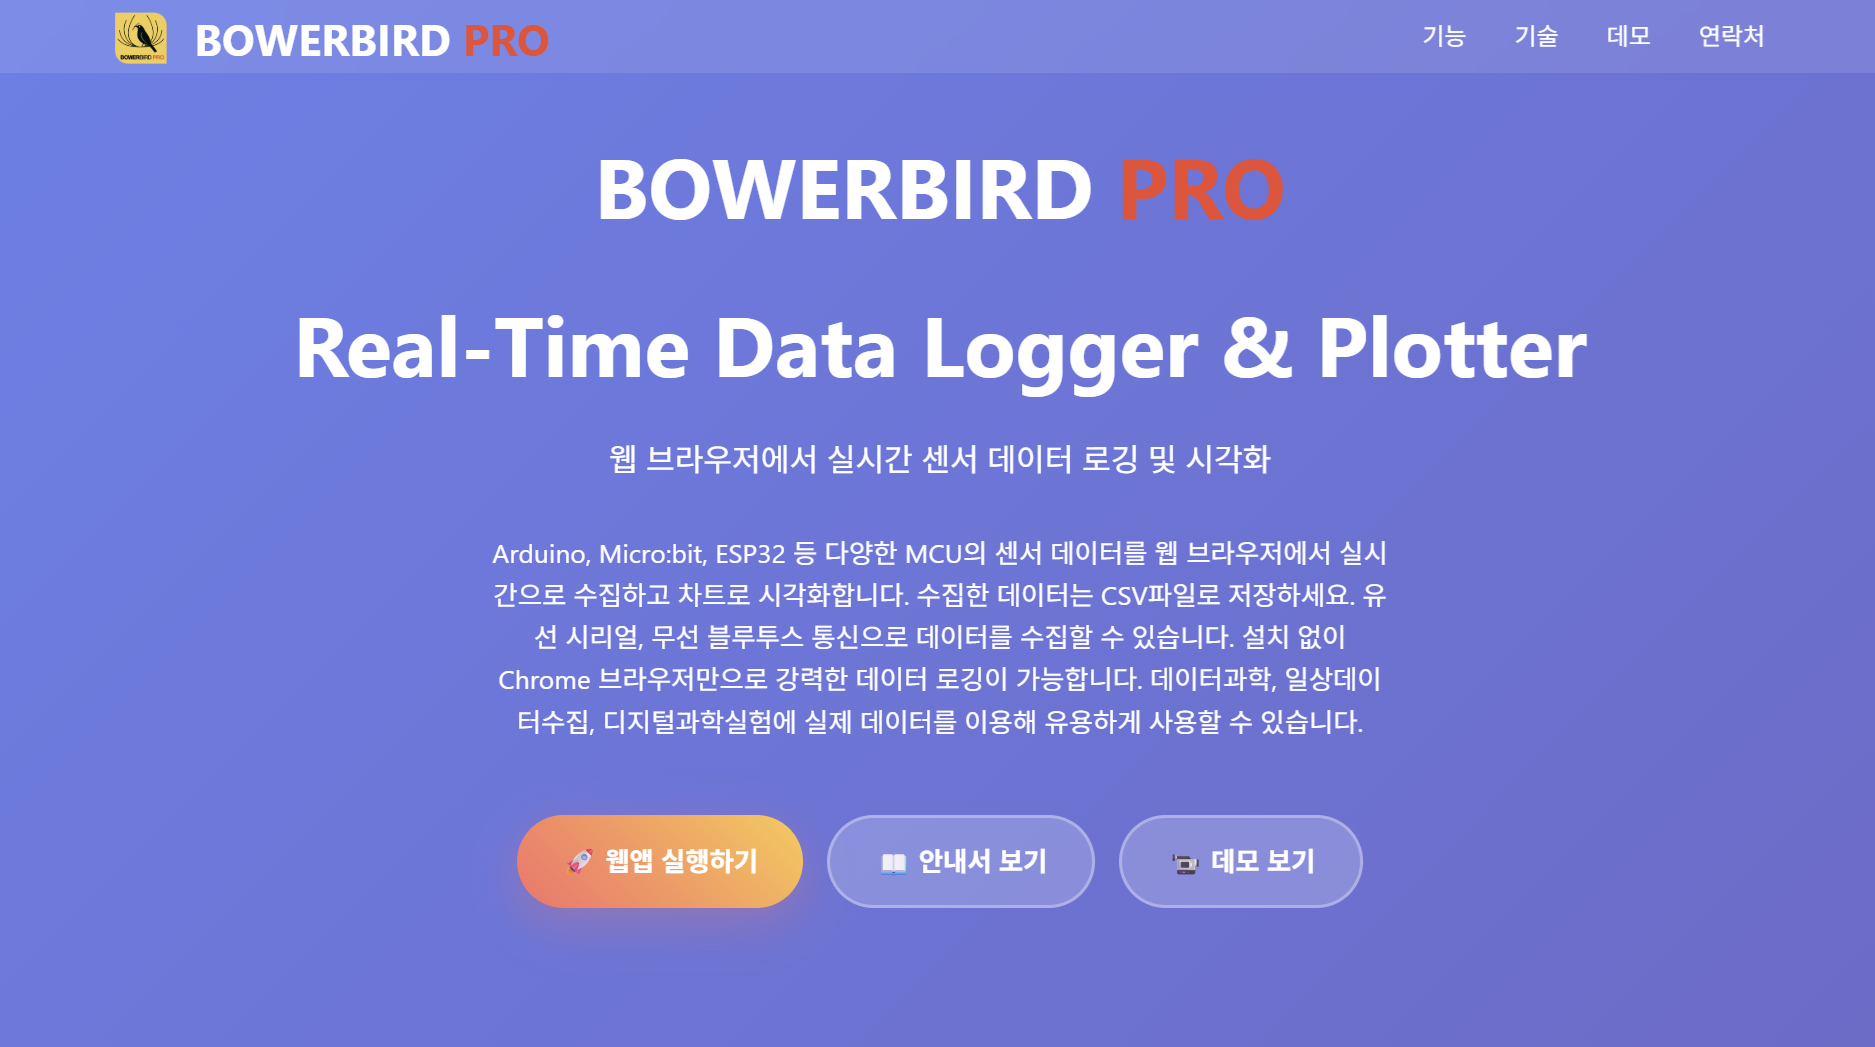 BOWERBIRD PRO
BOWERBIRD PRO
기능
기술
데모
연락처
BOWERBIRD PRO
Real-Time Data Logger & Plotter
웹 브라우저에서 실시간 센서 데이터 로깅 및 시각화
Arduino, Micro:bit, ESP32 등 다양한 MCU의 센서 데이터를 웹 브라우저에서 실시
간으로 수집하고 차트로 시각화합니다. 수집한 데이터는 CSV파일로 저장하세요. 유
선 시리얼, 무선 블루투스 통신으로 데이터를 수집할 수 있습니다. 설치 없이
Chrome 브라우저만으로 강력한 데이터 로깅이 가능합니다. 데이터과학, 일상데이
터수집, 디지털과학실험에 실제 데이터를 이용해 유용하게 사용할 수 있습니다.
🚀 웹앱 실행하기
📖 안내서 보기
데모 보기